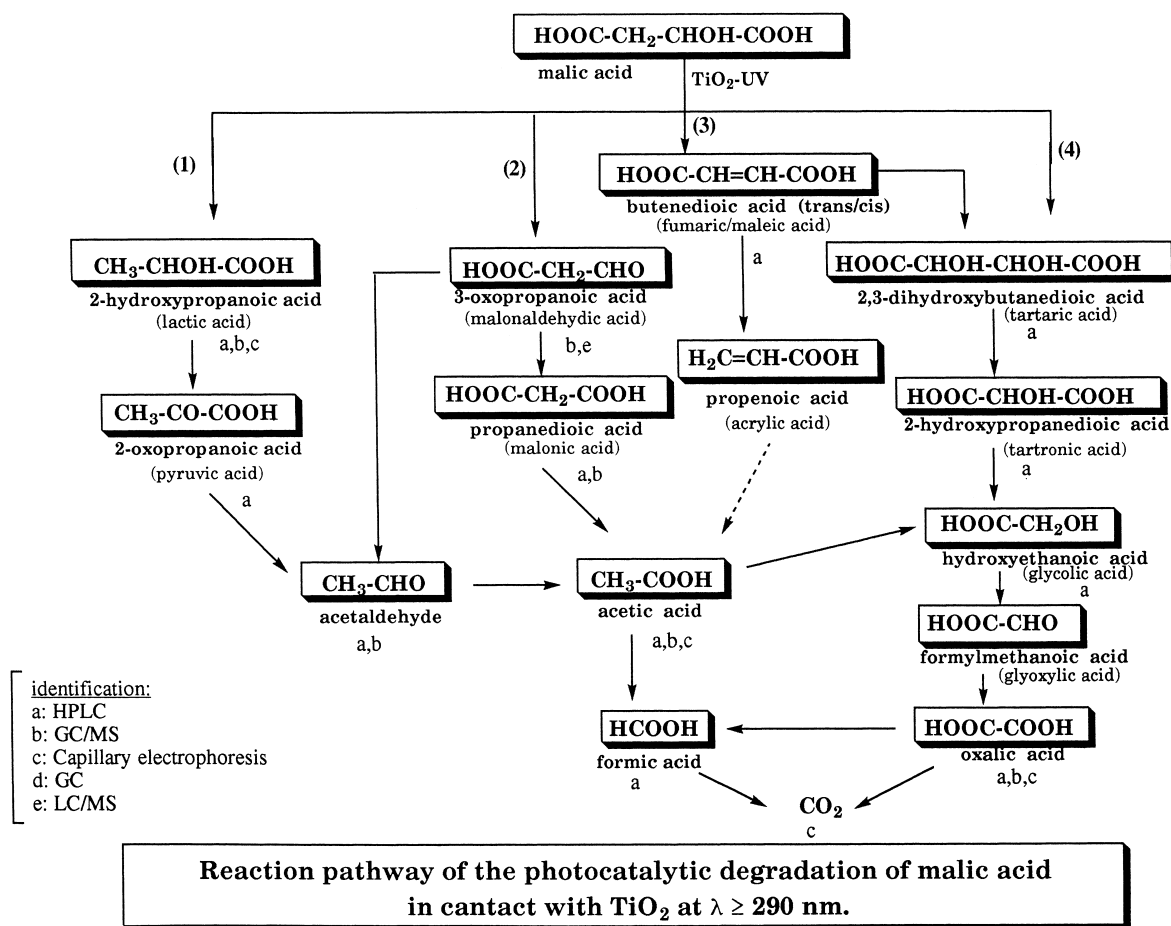 HOOC-CH₂-CHOH-COOH
malic acid
TiO₂-UV
(1)
(2)
(3)
(4)
HOOC-CH=CH-COOH
butenedioic acid (trans/cis)
(fumaric/maleic acid)
a
CH₃-CHOH-COOH
2-hydroxypropanoic acid
(lactic acid)
a,b,c
HOOC-CH₂-CHO
3-oxopropanoic acid
(malonaldehydic acid)
b,e
HOOC-CHOH-CHOH-COOH
2,3-dihydroxybutanedioic acid
(tartaric acid)
a
CH₃-CO-COOH
2-oxopropanoic acid
(pyruvic acid)
a
HOOC-CH₂-COOH
propanedioic acid
(malonic acid)
a,b
H₂C=CH-COOH
propenoic acid
(acrylic acid)
HOOC-CHOH-COOH
2-hydroxypropanedioic acid
(tartronic acid)
a
CH₃-CHO
acetaldehyde
a,b
CH₃-COOH
acetic acid
a,b,c
HOOC-CH₂OH
hydroxyethanoic acid
(glycolic acid)
a
HOOC-CHO
formylmethanoic acid
(glyoxylic acid)
HCOOH
formic acid
a
HOOC-COOH
oxalic acid
a,b,c
CO₂
c
identification:
a: HPLC
b: GC/MS
c: Capillary electrophoresis
d: GC
e: LC/MS
Reaction pathway of the photocatalytic degradation of malic acid
in cantact with TiO₂ at λ ≥ 290 nm.